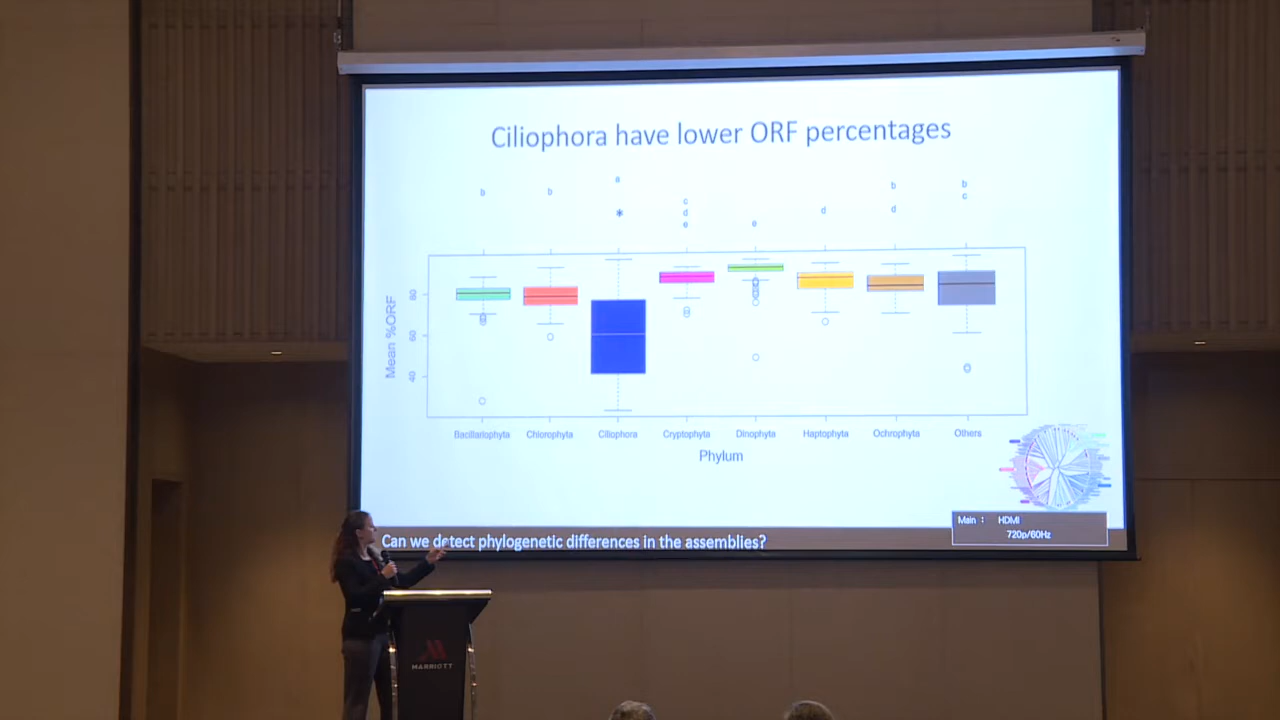 Ciliophora have lower ORF percentages
b b a c d b b
* d d c
e e
Mean %ORF
80
60
40
Bacillariophyta Chlorophyta Ciliophora Cryptophyta Dinophyta Haptophyta Ochrophyta Others
Phylum
Main : HDMI
720p/60Hz
Can we detect phylogenetic differences in the assemblies?
MARRIOTT